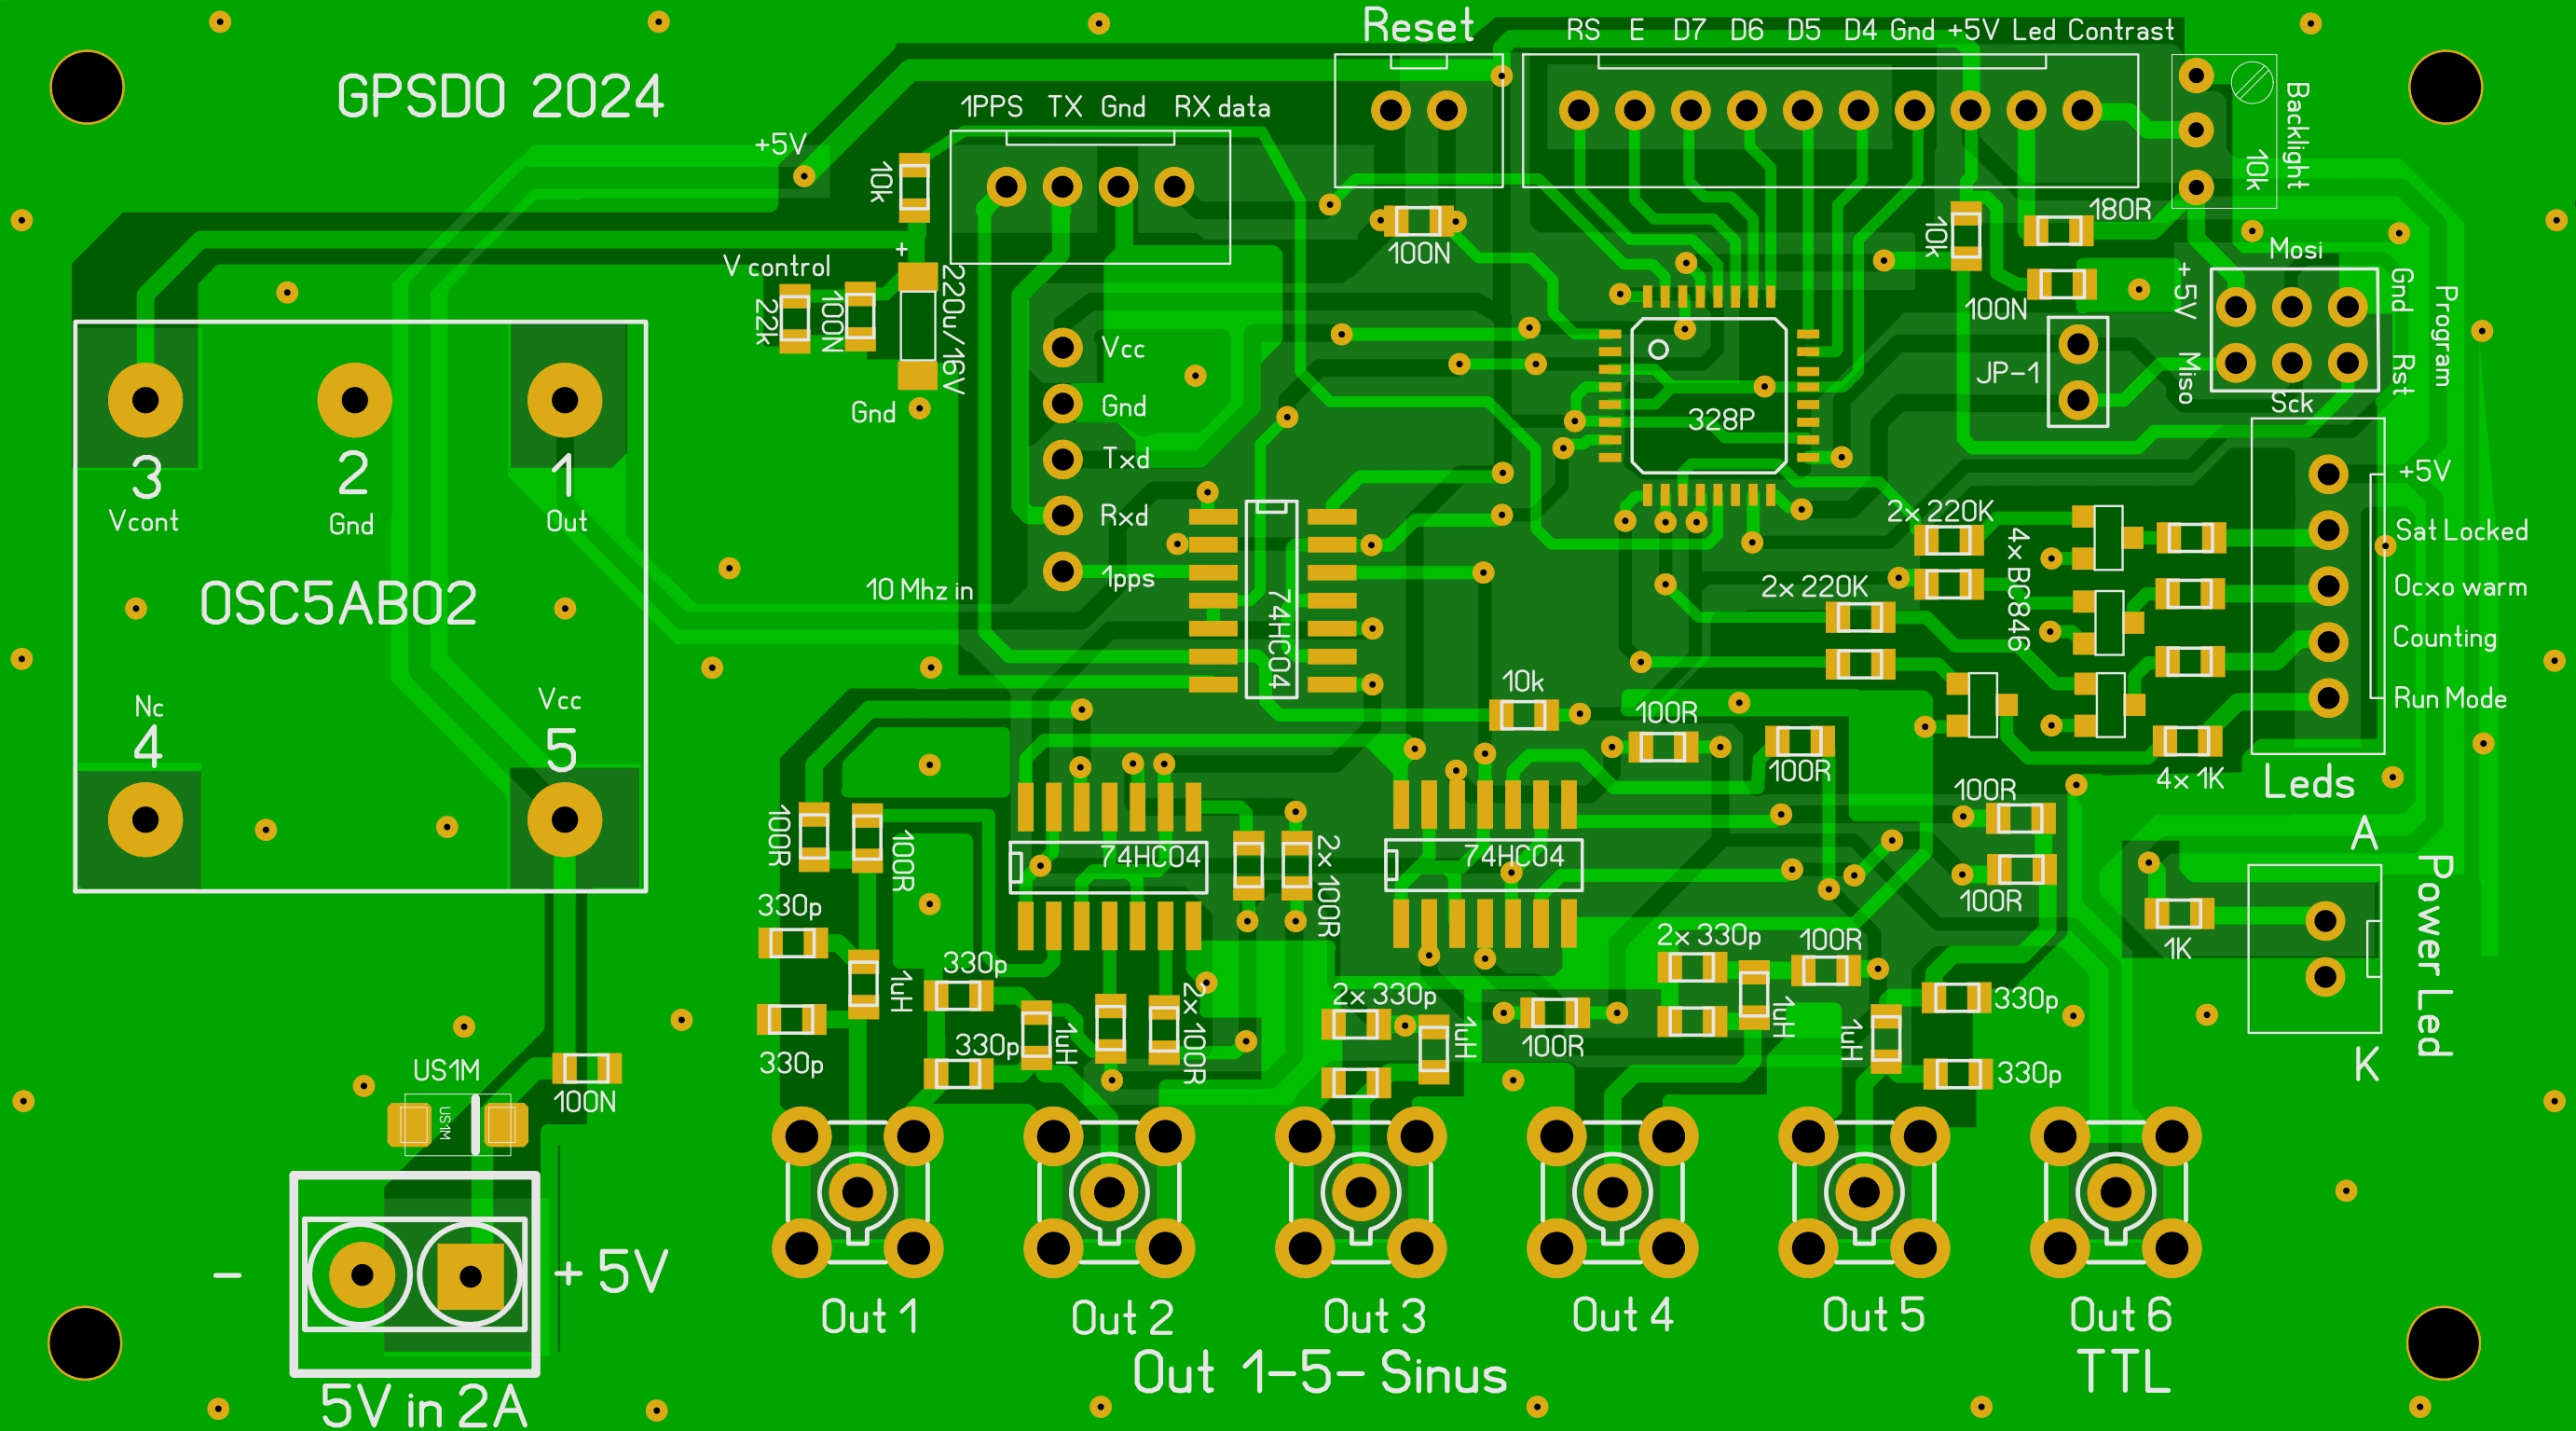 Reset
RS E D7 D6 D5 D4 Gnd +5V Led Contrast
GPSDO 2024
1PPS TX Gnd RX data
Backlight
10k
+5V
10k
180R
10k
100N
100N
+
V control
22k
100N
220u/16V
Gnd
Mosi
+5V
Gnd
Program
Miso
Rst
Sck
JP-1
328P
Vcc
Gnd
Txd
Rxd
1pps
10 Mhz in
74HC04
3
Vcont
2
Gnd
1
Out
OSC5AB02
Nc
4
Vcc
5
2x 220K
2x 220K
4x BC846
+5V
Sat Locked
Ocxo warm
Counting
Run Mode
Leds
4x 1K
10k
100R
100R
100R
100R
100R
100R
74HC04
2x 100R
74HC04
A
Power Led
K
1K
330p
330p
1uH
330p
330p
1uH
2x 100R
2x 330p
1uH
100R
2x 330p
100R
1uH
1uH
330p
330p
US1M
US1M
100N
-
+ 5V
5V in 2A
Out 1
Out 2
Out 3
Out 4
Out 5
Out 6
Out 1-5- Sinus
TTL